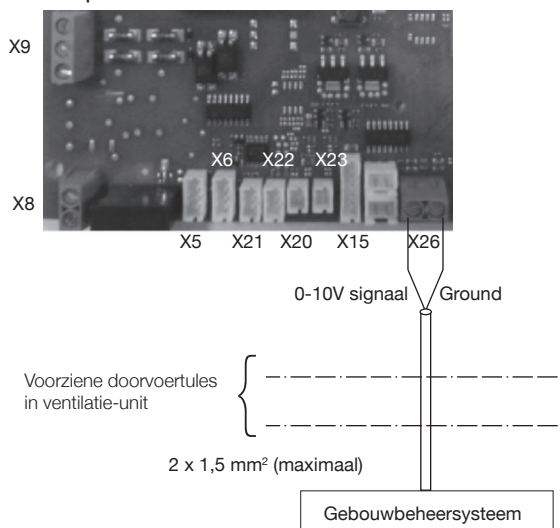 X9
X6 X22 X23
X8
X5 X21 X20 X15 X26
0-10V signaal Ground
Voorziene doorvoertules
in ventilatie-unit
2 x 1,5 mm² (maximaal)
Gebouwbeheersysteem